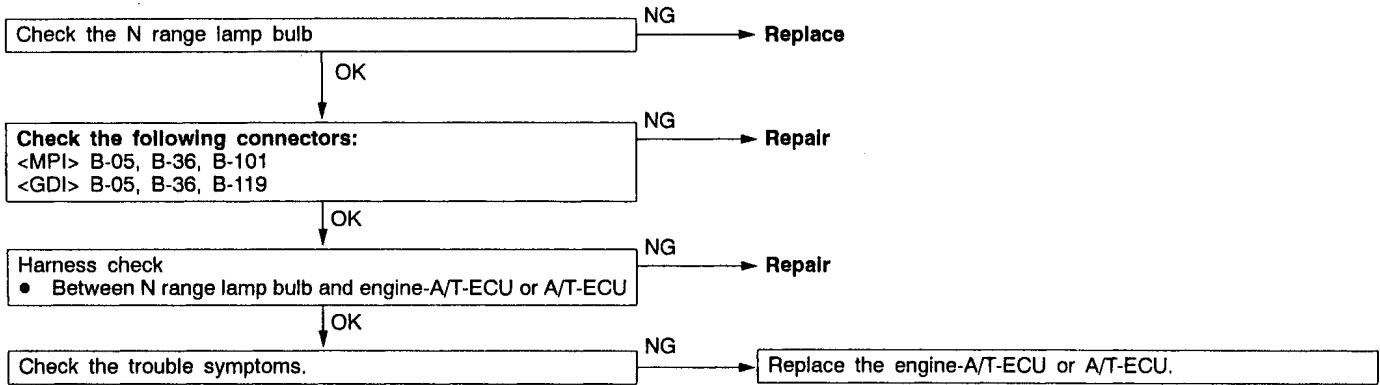 Check the N range lamp bulb
NG
Replace
OK
Check the following connectors:
<MPI> B-05, B-36, B-101
<GDI> B-05, B-36, B-119
NG
Repair
OK
Harness check
● Between N range lamp bulb and engine-A/T-ECU or A/T-ECU
NG
Repair
OK
Check the trouble symptoms.
NG
Replace the engine-A/T-ECU or A/T-ECU.